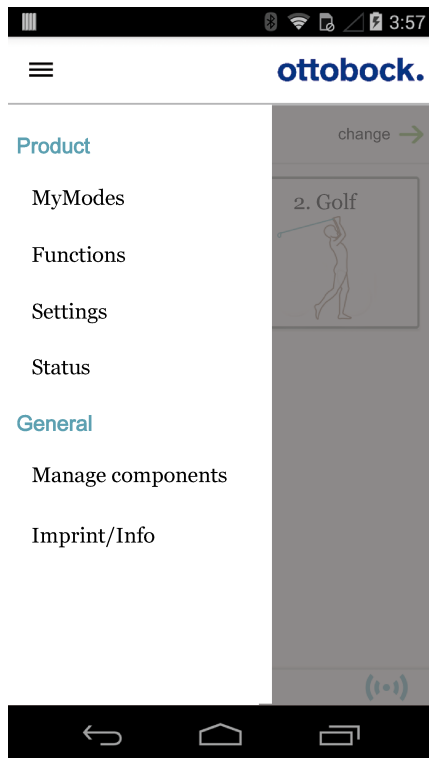 3:57
ottobock.
Product
change
MyModes
2. Golf
Functions
Settings
Status
General
Manage components
Imprint/Info